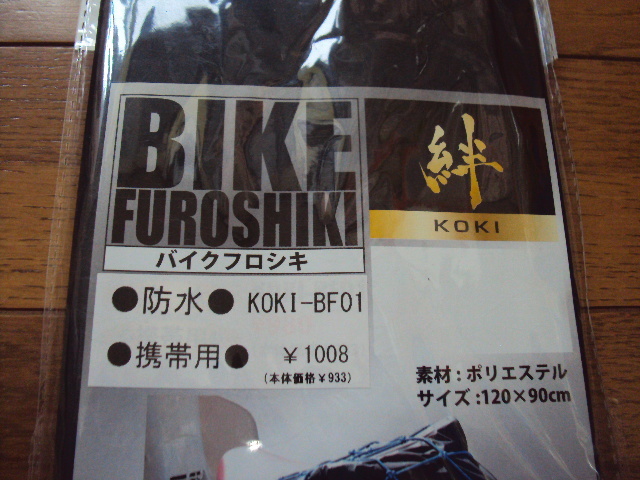 BIKE
FUROSHIKI
バイクフロシキ
絆
KOKI
●防水● KOKI-BF01
●携帯用● ￥1008
(本体価格￥933)
素材:ポリエステル
サイズ:120×90cm